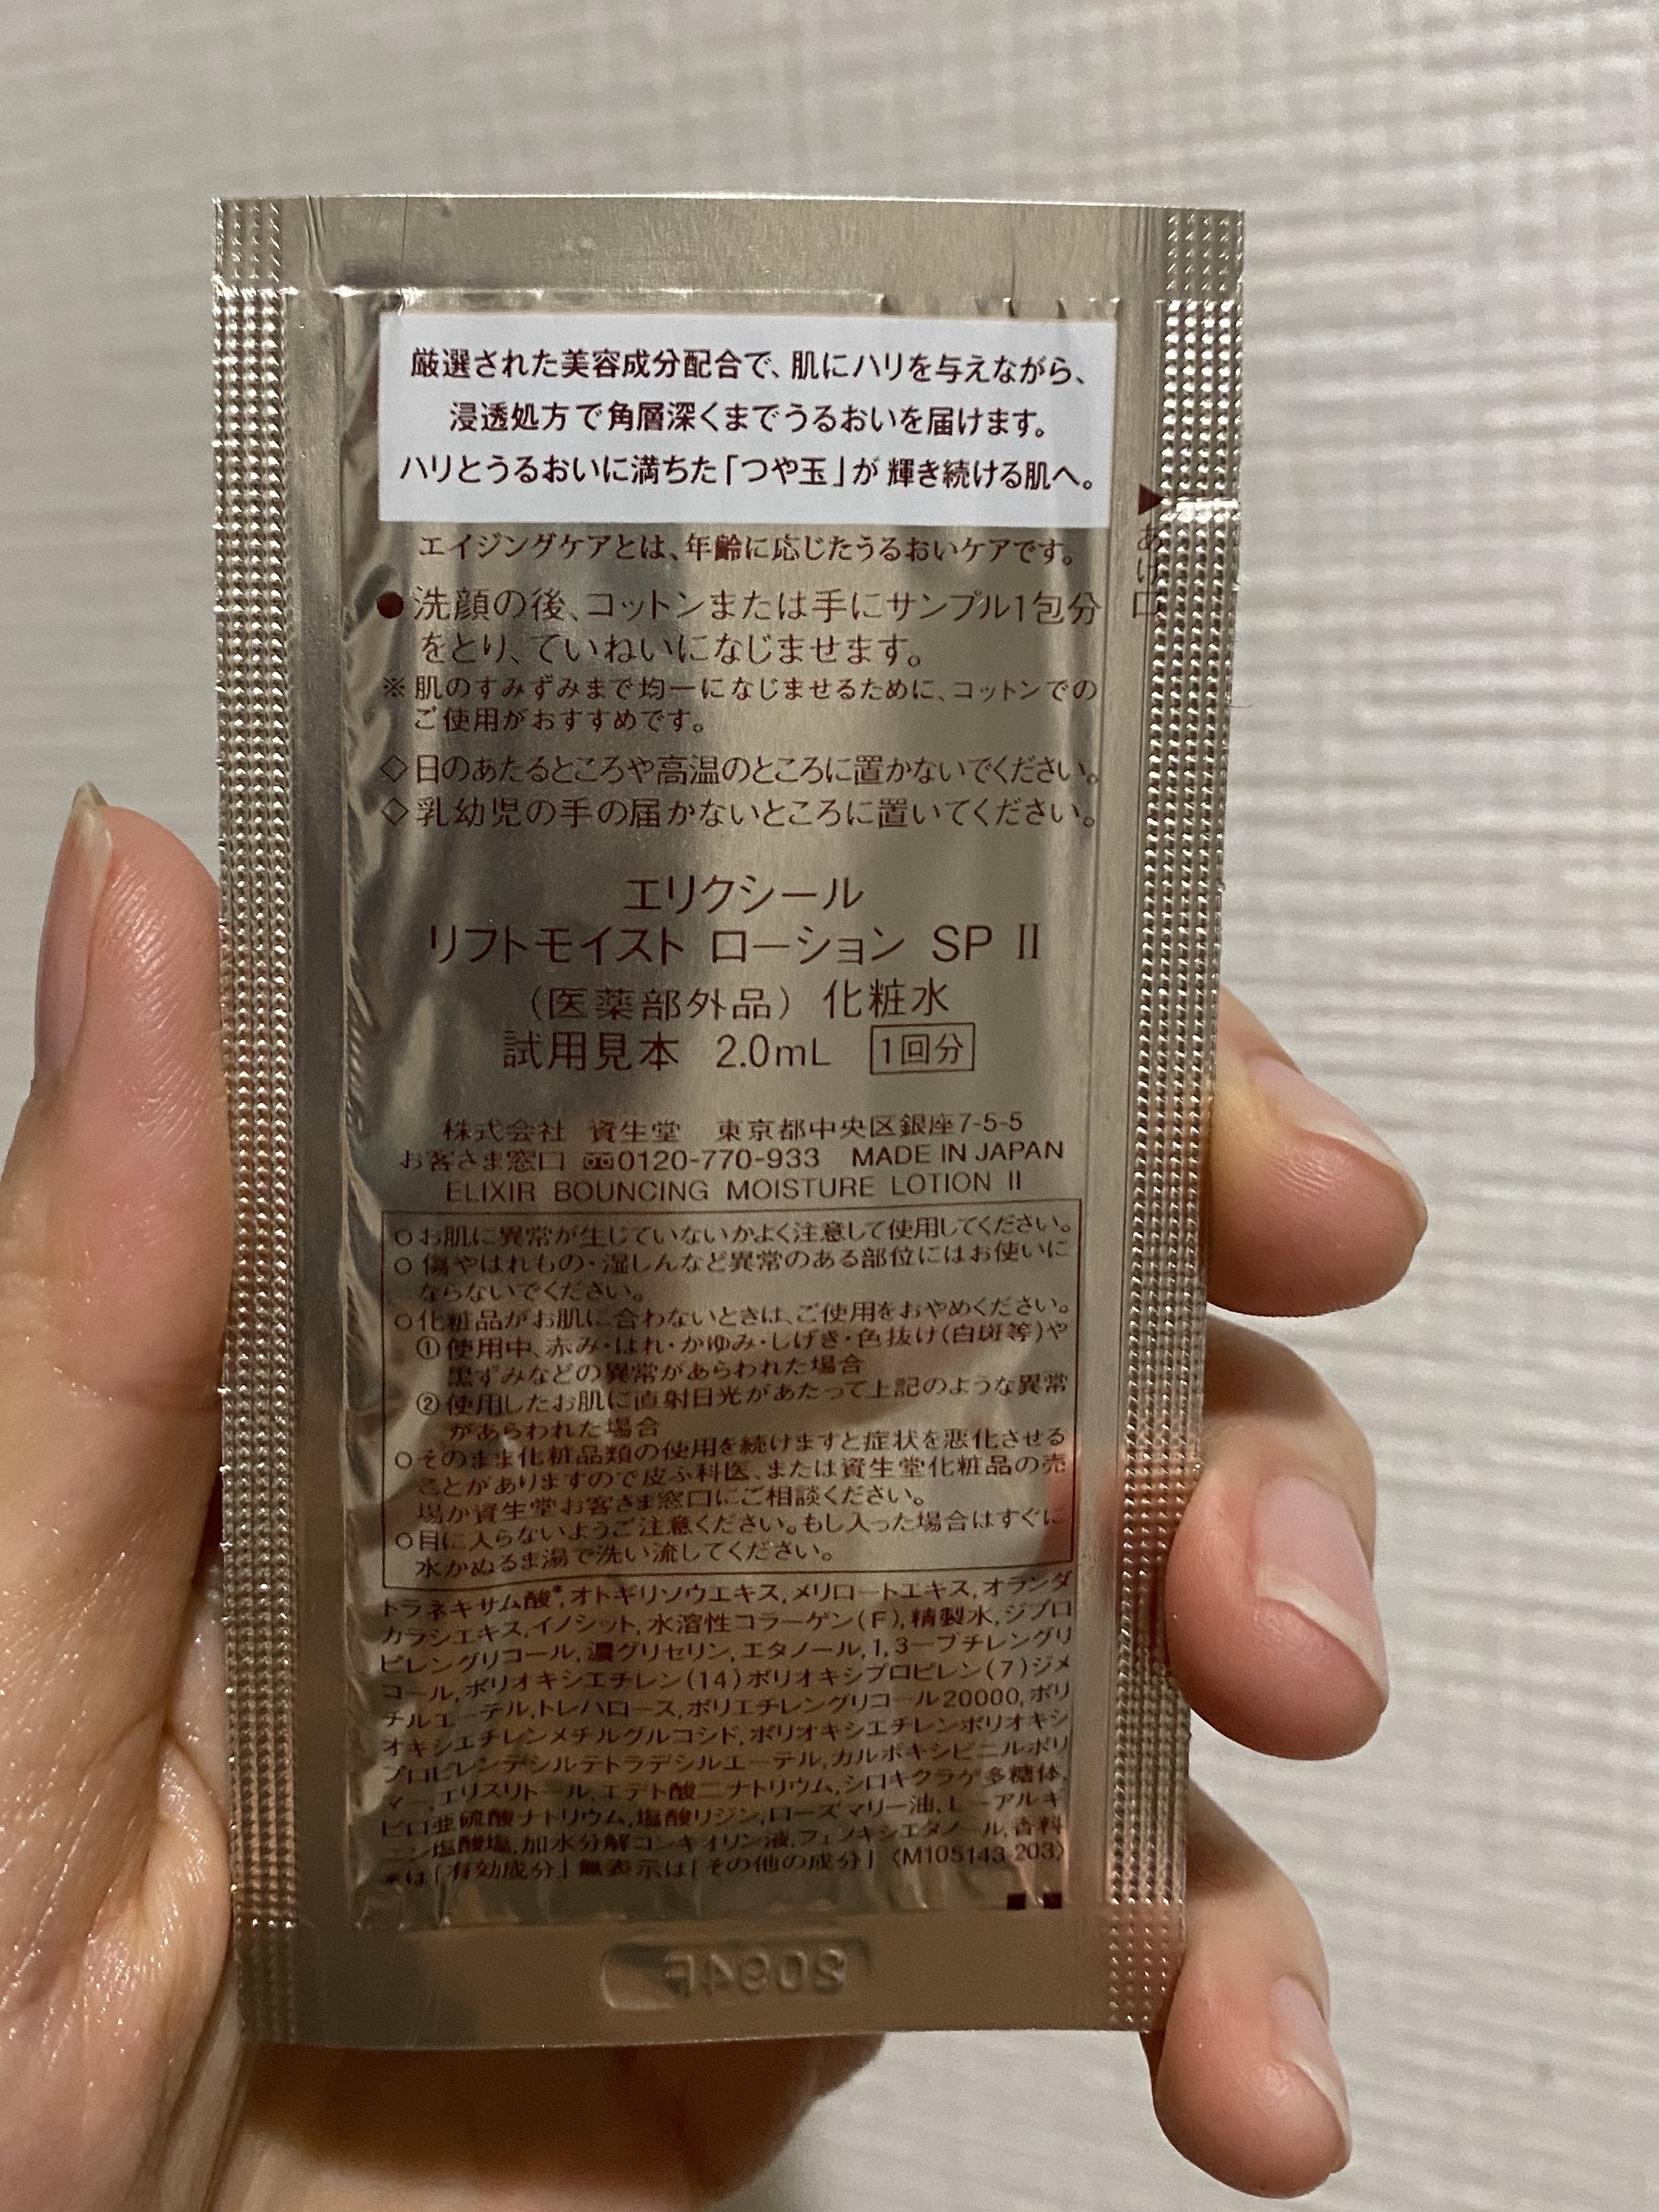 厳選された美容成分配合で、肌にハリを与えながら、
浸透処方で角層深くまでうるおいを届けます。
ハリとうるおいに満ちた「つや玉」が 輝き続ける肌へ。
▶あけ口
エイジングケアとは、年齢に応じたうるおいケアです。
●洗顔の後、コットンまたは手にサンプル1包分
をとり、ていねいになじませます。
※肌のすみずみまで均一になじませるために、コットンでの
ご使用がおすすめです。
◇日のあたるところや高温のところに置かないでください。
◇乳幼児の手の届かないところに置いてください。
エリクシール
リフトモイスト ローション SP II
（医薬部外品） 化粧水
試用見本 2.0mL 1回分
株式会社 資生堂 東京都中央区銀座7-5-5
お客さま窓口 0120-770-933 MADE IN JAPAN
ELIXIR BOUNCING MOISTURE LOTION II
○お肌に異常が生じていないかよく注意して使用してください。
○傷やはれもの・湿しんなど異常のある部位にはお使いに
ならないでください。
○化粧品がお肌に合わないときは、ご使用をおやめください。
①使用中、赤み・はれ・かゆみ・しげき・色抜け(白斑等)や
黒ずみなどの異常があらわれた場合
②使用したお肌に直射日光があたって上記のような異常
があらわれた場合
○そのまま化粧品類の使用を続けますと症状を悪化させる
ことがありますので皮ふ科医、または資生堂化粧品の売
場か資生堂お客さま窓口にご相談ください。
○目に入らないようご注意ください。もし入った場合はすぐに
水かぬるま湯で洗い流してください。
トラネキサム酸*,オトギリソウエキス,メリロートエキス,オランダ
カラシエキス,イノシット,水溶性コラーゲン(F),精製水,ジプロ
ピレングリコール,濃グリセリン,エタノール,1,3－ブチレングリ
コール,ポリオキシエチレン(14)ポリオキシプロピレン(7)ジメ
チルエーテル,トレハロース,ポリエチレングリコール20000,ポリ
オキシエチレンメチルグルコシド,ポリオキシエチレンポリオキシ
プロピレンデシルテトラデシルエーテル,カルボキシビニルポリ
マー,エリスリトール,エデト酸二ナトリウム,シロキクラゲ多糖体,
ピロ亜硫酸ナトリウム,塩酸リジン,ローズマリー油,L－アルギ
ニン塩酸塩,加水分解コンキオリン液,フェノキシエタノール,香料
*は「有効成分」無表示は「その他の成分」〈M105143-203〉
2094F